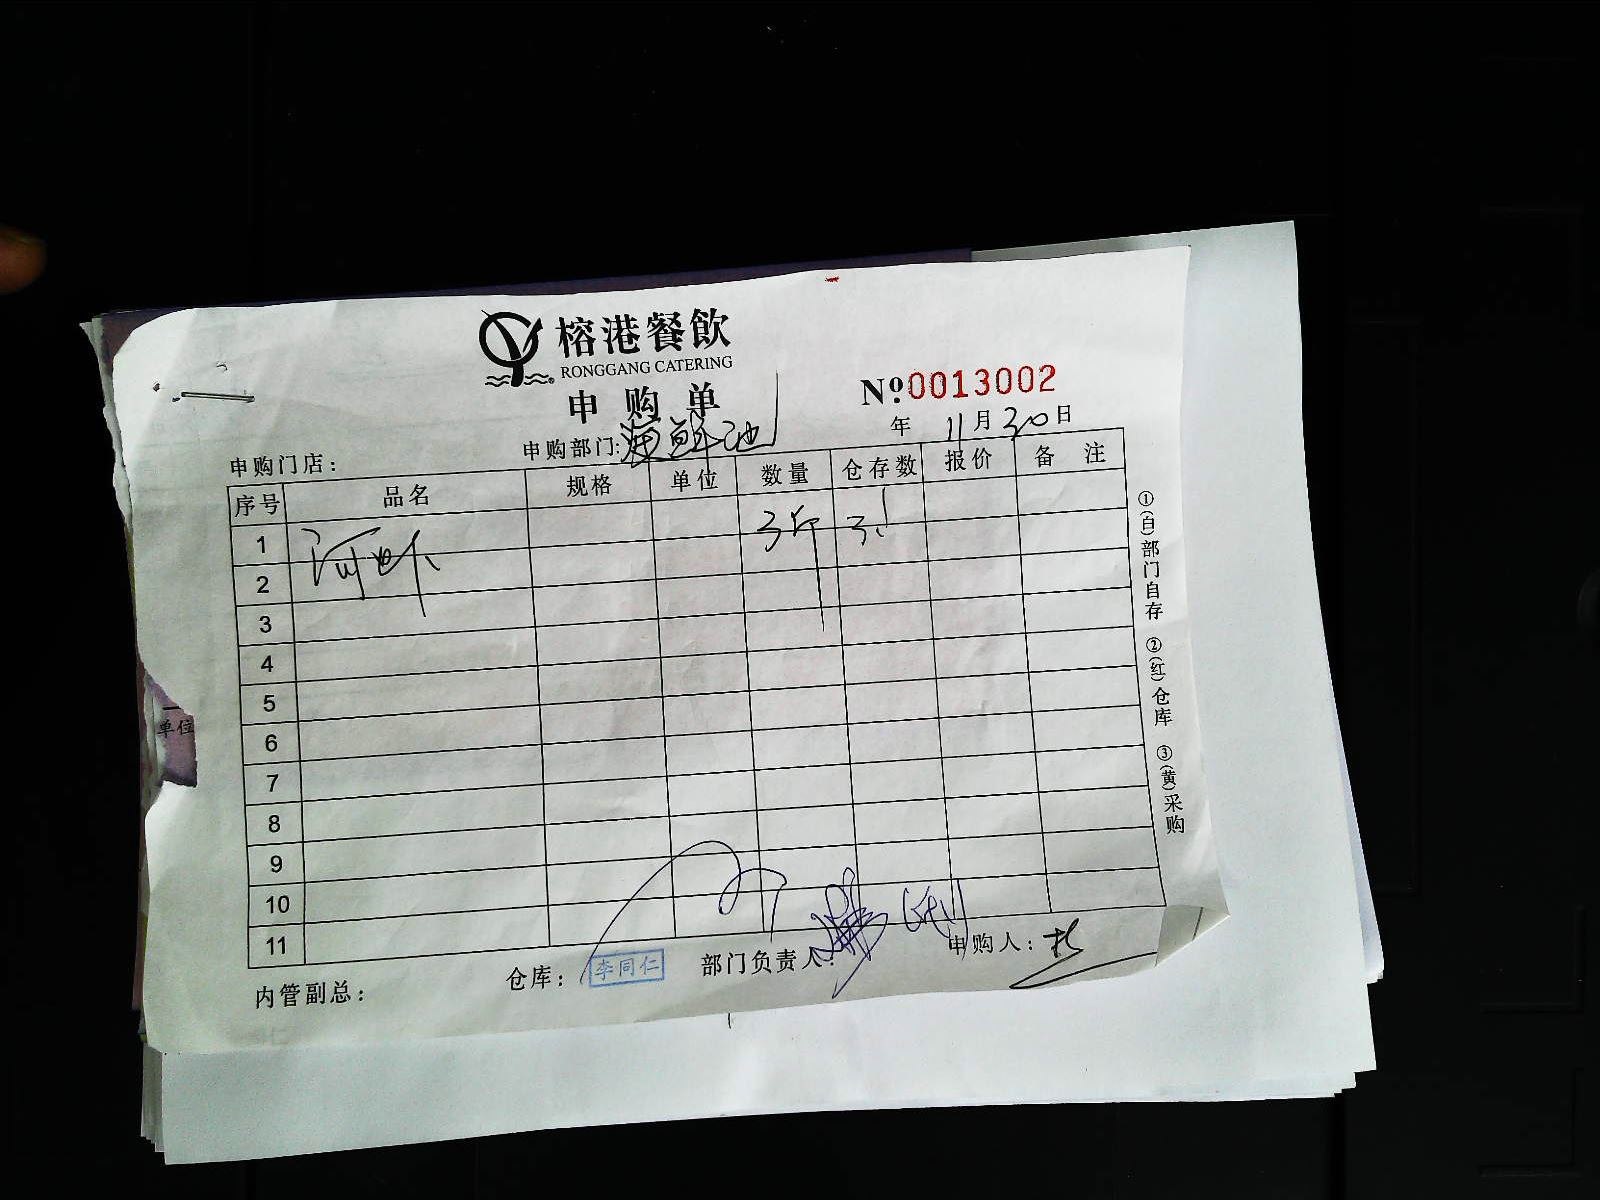 榕港餐飲
RONGGANG CATERING
申购单
№:0013002
年 11月30日
申购门店: 申购部门:海鲜池
序号 品名 规格 单位 数量 仓存数 报价 备注
1 河虾 3斤
2
3
4
5
6
7
8
9
10
11
内管副总: 仓库: 李同仁 部门负责人: 申购人:
①(白)部门自存 ②(红)仓库 ③(黄)采购
单位